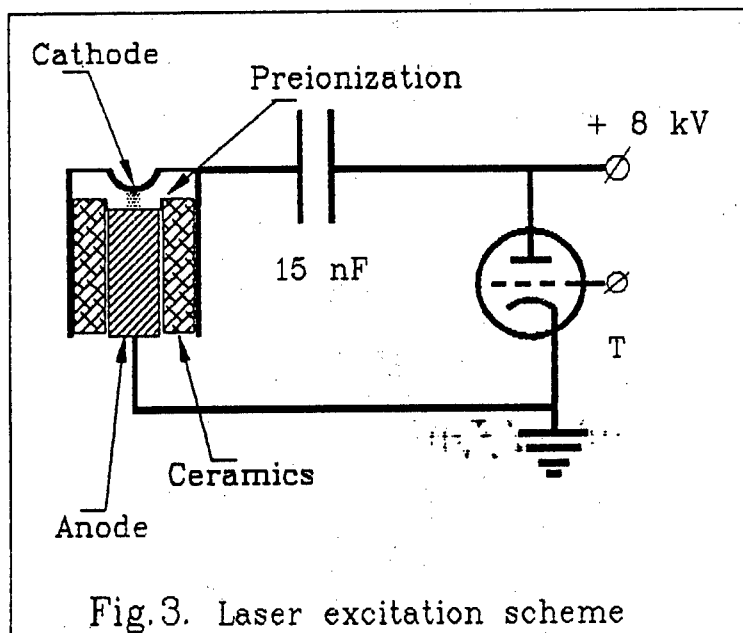 Cathode
Preionization
+ 8 kV
15 nF
T
Ceramics
Anode
Fig.3. Laser excitation scheme